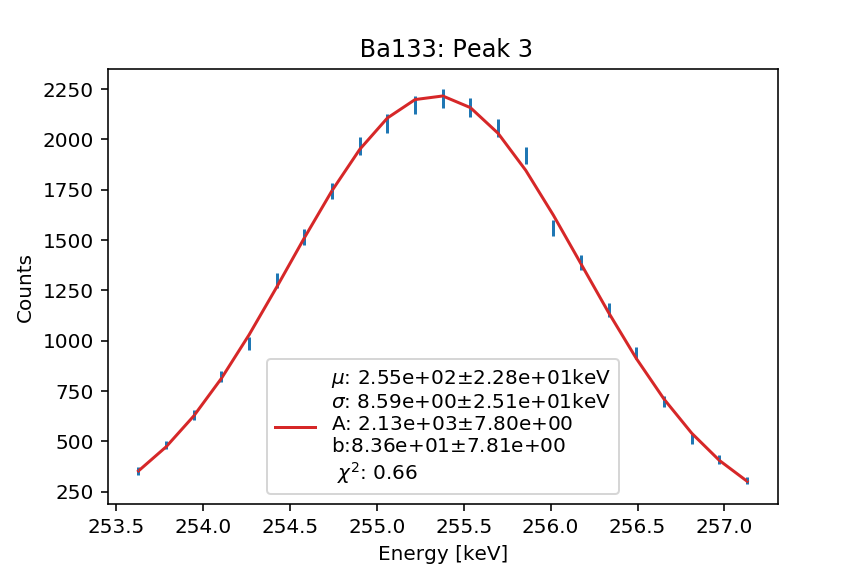 Ba133: Peak 3
2250
2000
1750
1500
1250
1000
750
500
250
Counts
μ: 2.55e+02±2.28e+01keV
σ: 8.59e+00±2.51e+01keV
A: 2.13e+03±7.80e+00
b:8.36e+01±7.81e+00
χ²: 0.66
253.5 254.0 254.5 255.0 255.5 256.0 256.5 257.0
Energy [keV]